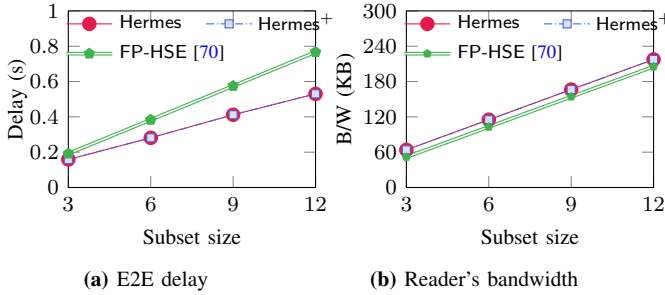 Hermes Hermes+
FP-HSE [70]
1
0.8
0.6
0.4
0.2
0
Delay (s)
3 6 9 12
Subset size
(a) E2E delay
Hermes Hermes+
FP-HSE [70]
300
240
180
120
60
0
B/W (KB)
3 6 9 12
Subset size
(b) Reader's bandwidth